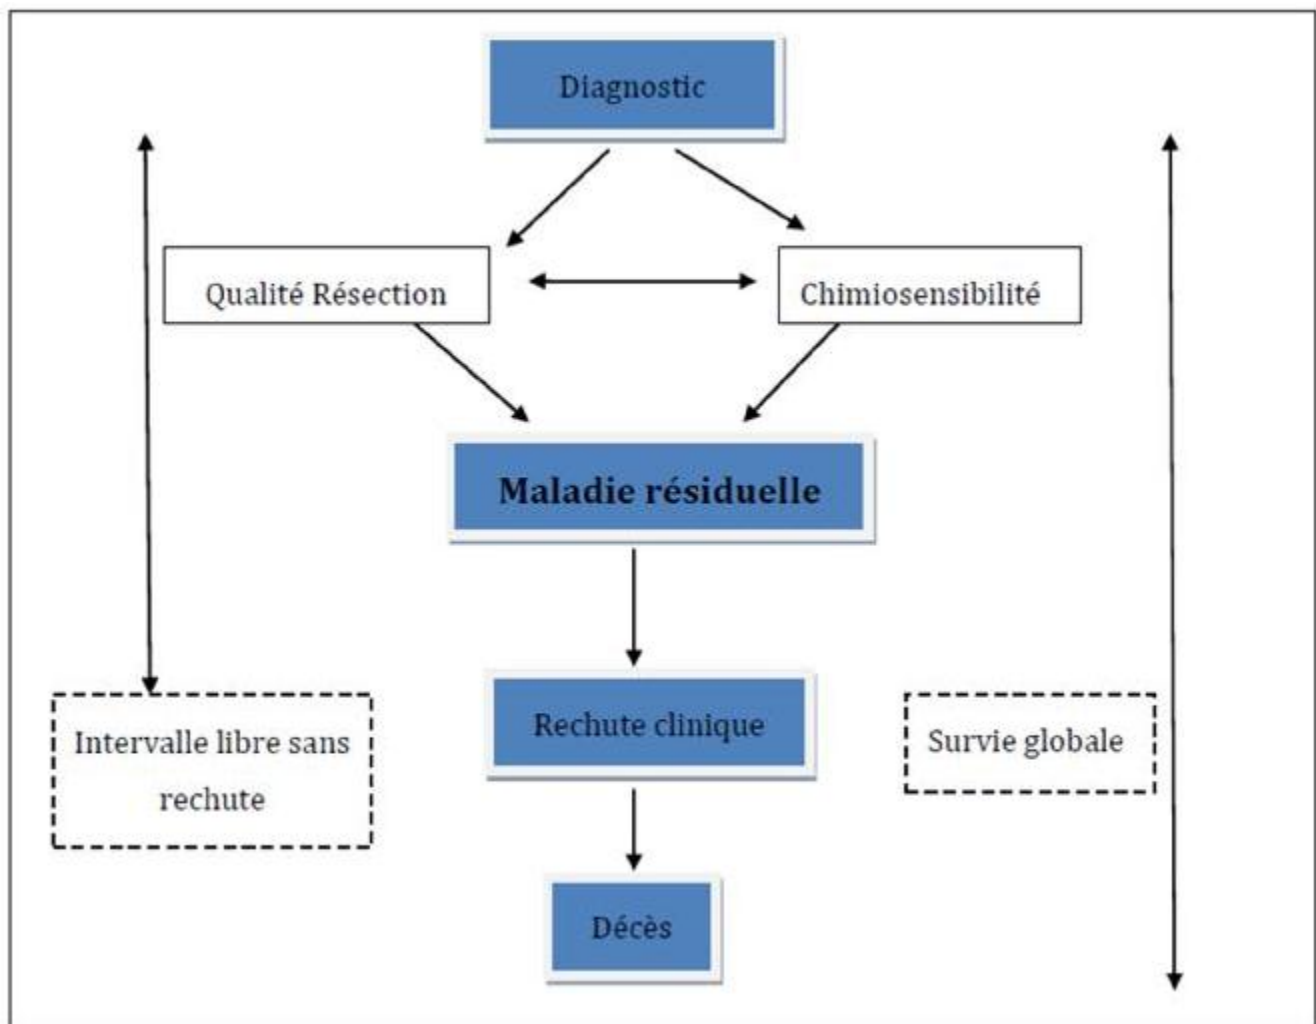 Diagnostic
Qualité Résection
Chimiosensibilité
Maladie résiduelle
Intervalle libre sans
rechute
Rechute clinique
Survie globale
Décès